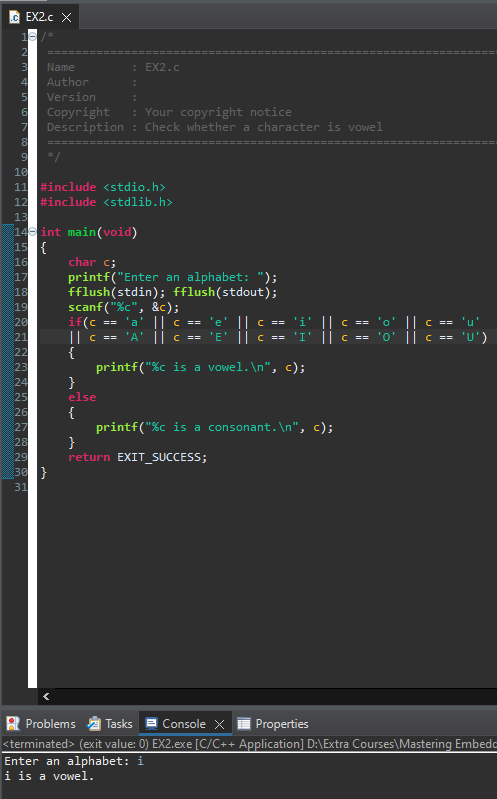 EX2.c
1 /*
2 ================================================================
3 Name : EX2.c
4 Author :
5 Version :
6 Copyright : Your copyright notice
7 Description : Check whether a character is vowel
8 ================================================================
9 */
10
11 #include <stdio.h>
12 #include <stdlib.h>
13
14 int main(void)
15 {
16 char c;
17 printf("Enter an alphabet: ");
18 fflush(stdin); fflush(stdout);
19 scanf("%c", &c);
20 if(c == 'a' || c == 'e' || c == 'i' || c == 'o' || c == 'u'
21 || c == 'A' || c == 'E' || c == 'I' || c == 'O' || c == 'U')
22 {
23 printf("%c is a vowel.\n", c);
24 }
25 else
26 {
27 printf("%c is a consonant.\n", c);
28 }
29 return EXIT_SUCCESS;
30 }
31
Problems Tasks Console Properties
<terminated> (exit value: 0) EX2.exe [C/C++ Application] D:\Extra Courses\Mastering Embedd
Enter an alphabet: i
i is a vowel.